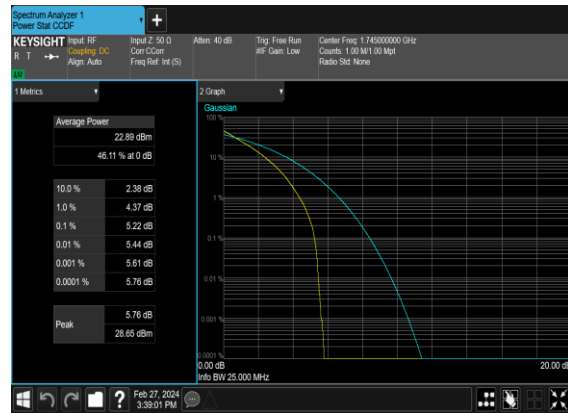 Spectrum Analyzer 1
Power Stat CCDF
KEYSIGHT
R T
LXI
Input: RF
Coupling: DC
Align: Auto
Input Z: 50 Ω
Corr CCorr
Freq Ref: Int (S)
Atten: 40 dB
Trig: Free Run
#IF Gain: Low
Center Freq: 1.745000000 GHz
Counts: 1.00 M/1.00 Mpt
Radio Std: None
1 Metrics
Average Power
22.89 dBm
46.11 % at 0 dB
10.0 % 2.38 dB
1.0 % 4.37 dB
0.1 % 5.22 dB
0.01 % 5.44 dB
0.001 % 5.61 dB
0.0001 % 5.76 dB
Peak
5.76 dB
28.65 dBm
2 Graph
Gaussian
100 %
10 %
1 %
0.1 %
0.01 %
0.001 %
0.0001 %
0.00 dB
20.00 dB
Info BW 25.000 MHz
?
Feb 27, 2024
3:39:01 PM